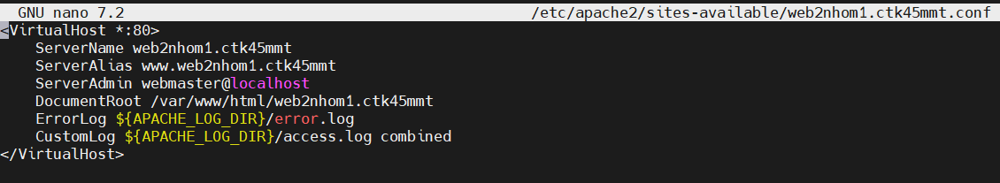 GNU nano 7.2 /etc/apache2/sites-available/web2nhom1.ctk45mmt.conf
<VirtualHost *:80>
ServerName web2nhom1.ctk45mmt
ServerAlias www.web2nhom1.ctk45mmt
ServerAdmin webmaster@localhost
DocumentRoot /var/www/html/web2nhom1.ctk45mmt
ErrorLog ${APACHE_LOG_DIR}/error.log
CustomLog ${APACHE_LOG_DIR}/access.log combined
</VirtualHost>